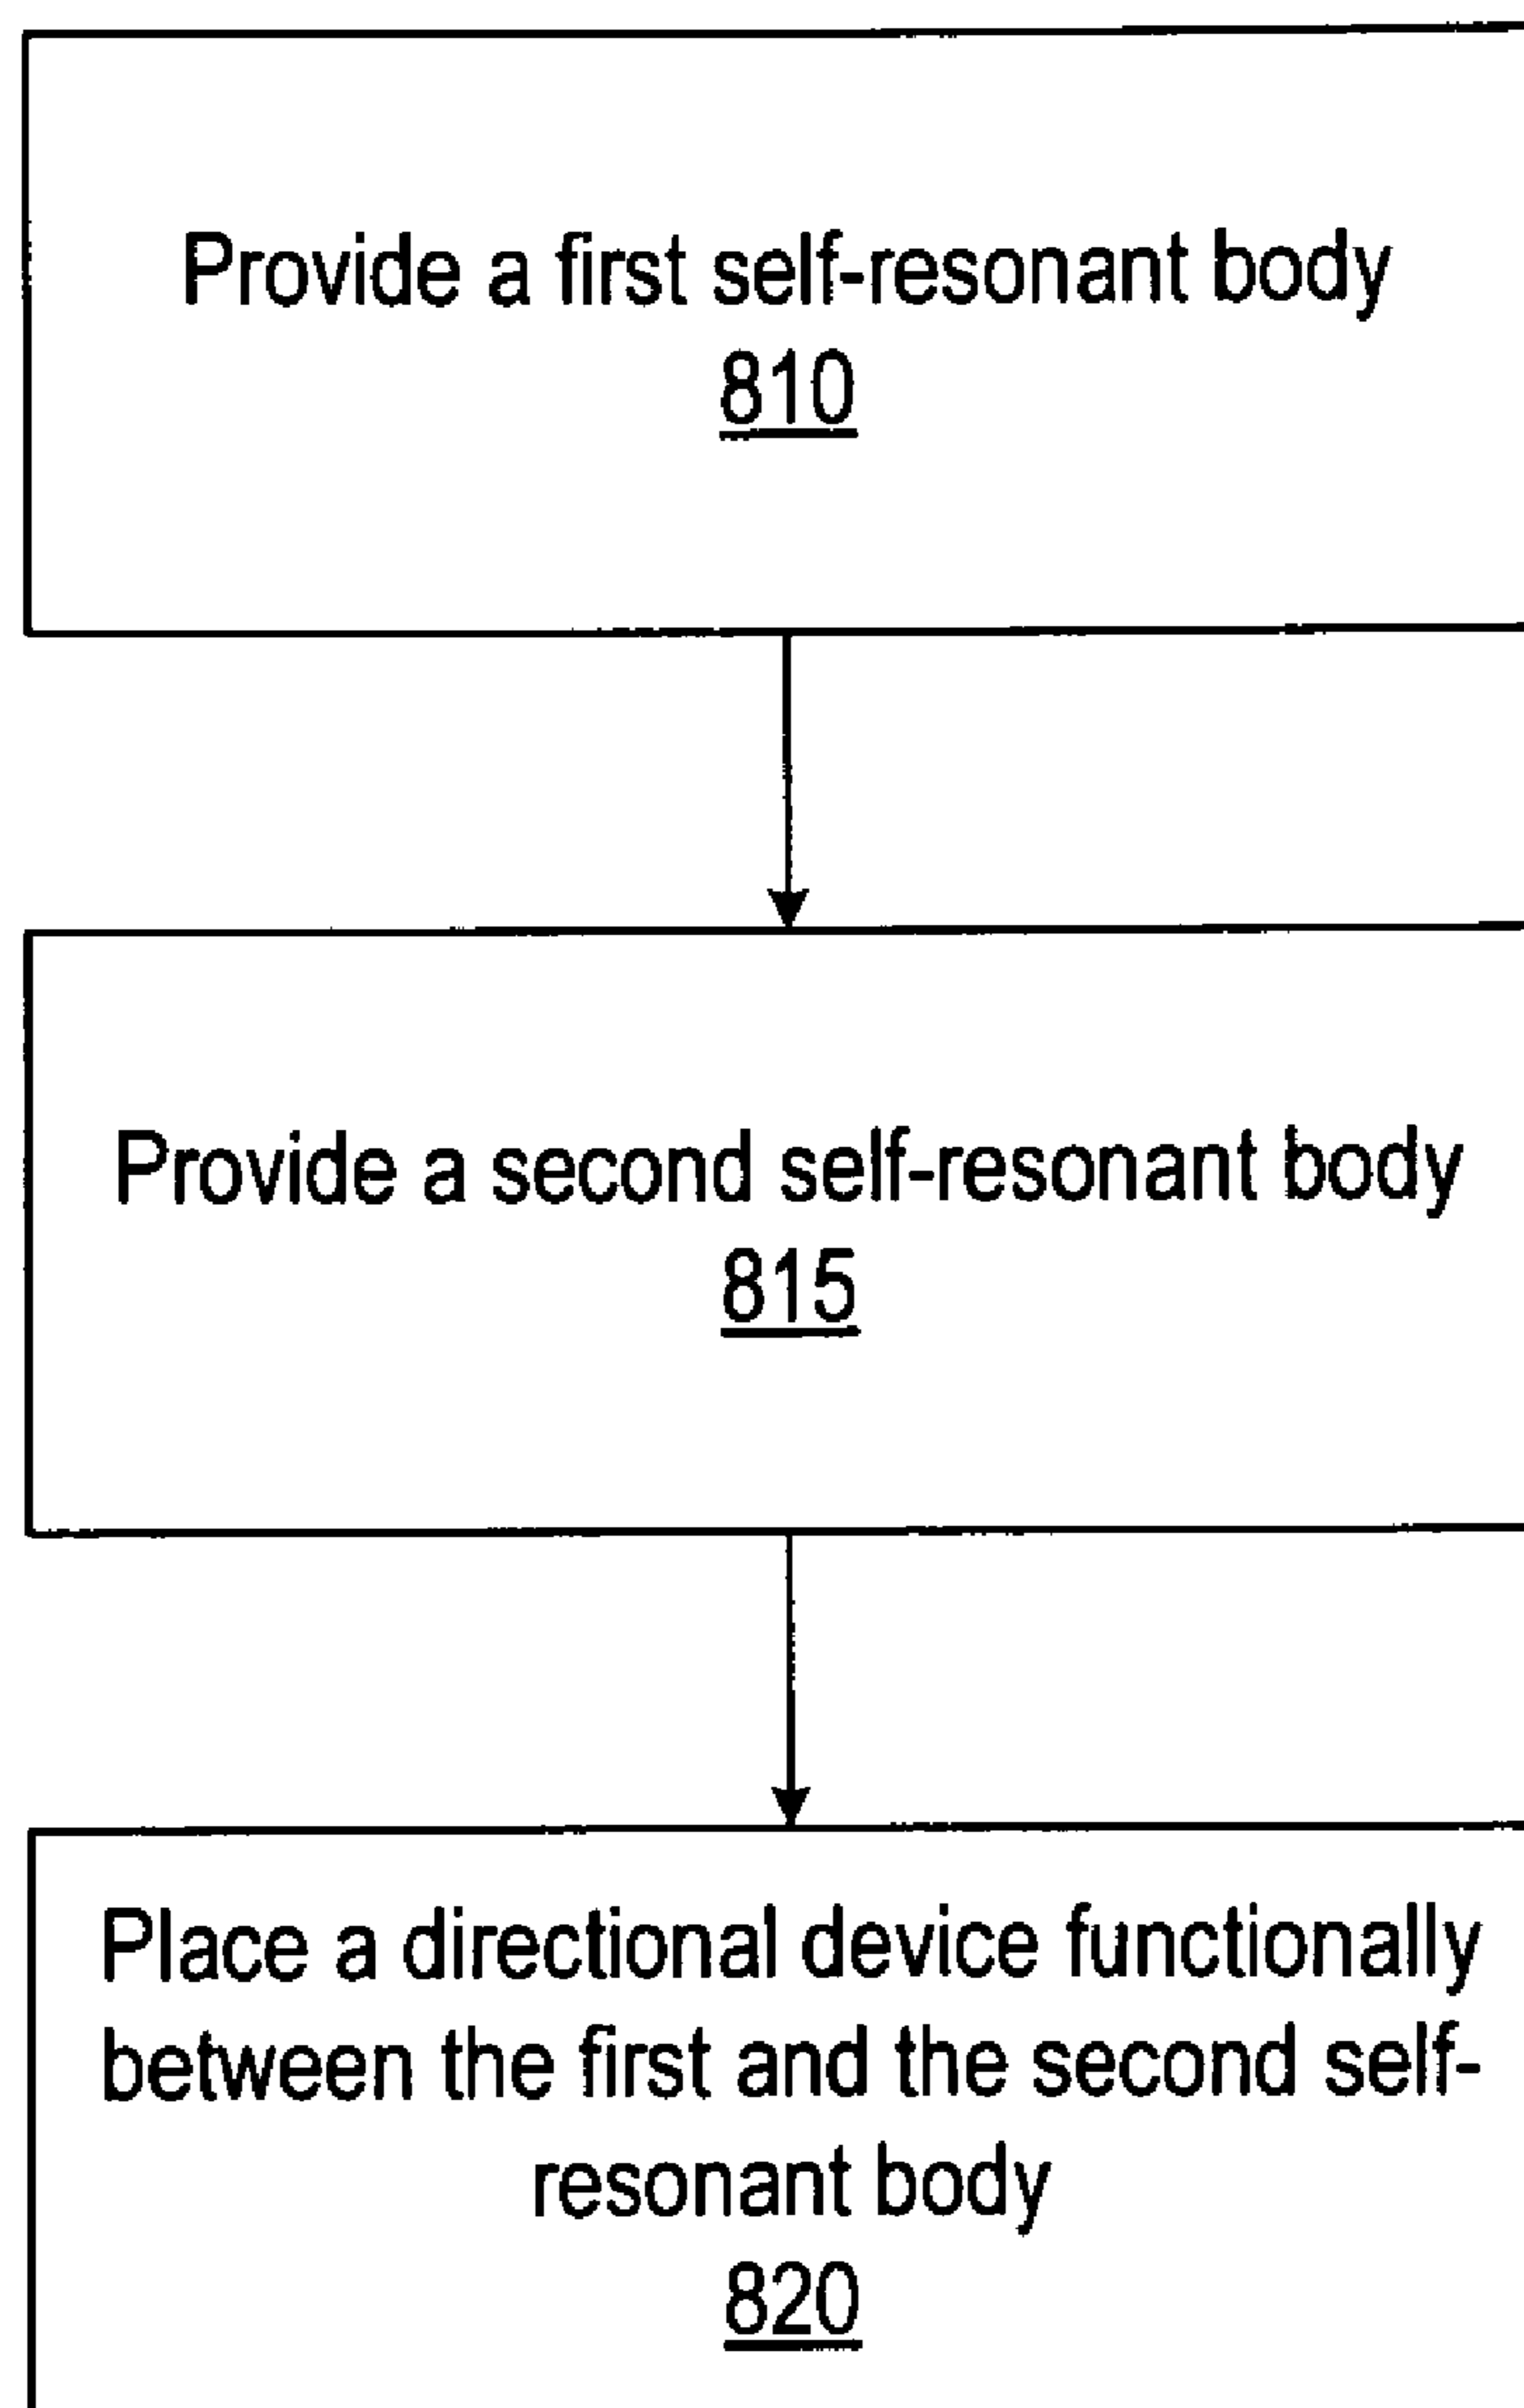 Provide a first self-resonant body
810
Provide a second self-resonant body
815
Place a directional device functionally
between the first and the second self-
resonant body
820